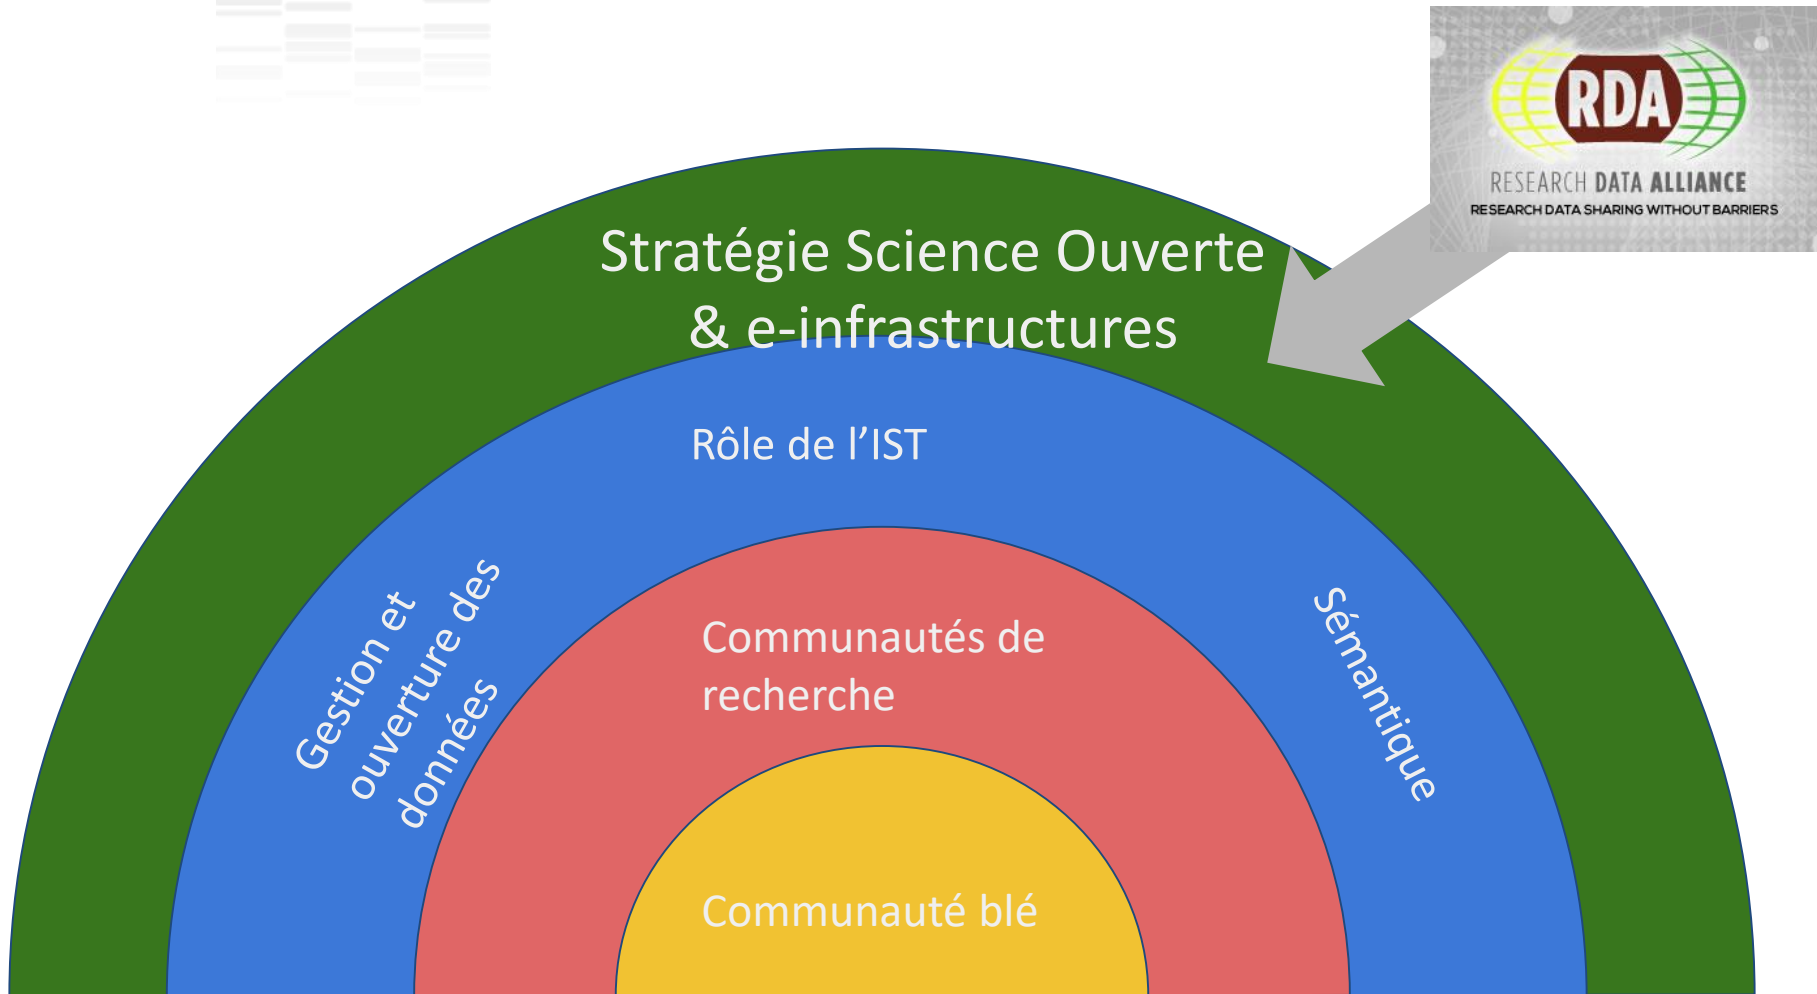 RDA
RESEARCH DATA ALLIANCE
RESEARCH DATA SHARING WITHOUT BARRIERS
Stratégie Science Ouverte
& e-infrastructures
Rôle de l’IST
Gestion et
ouverture des
données
Sémantique
Communautés de
recherche
Communauté blé